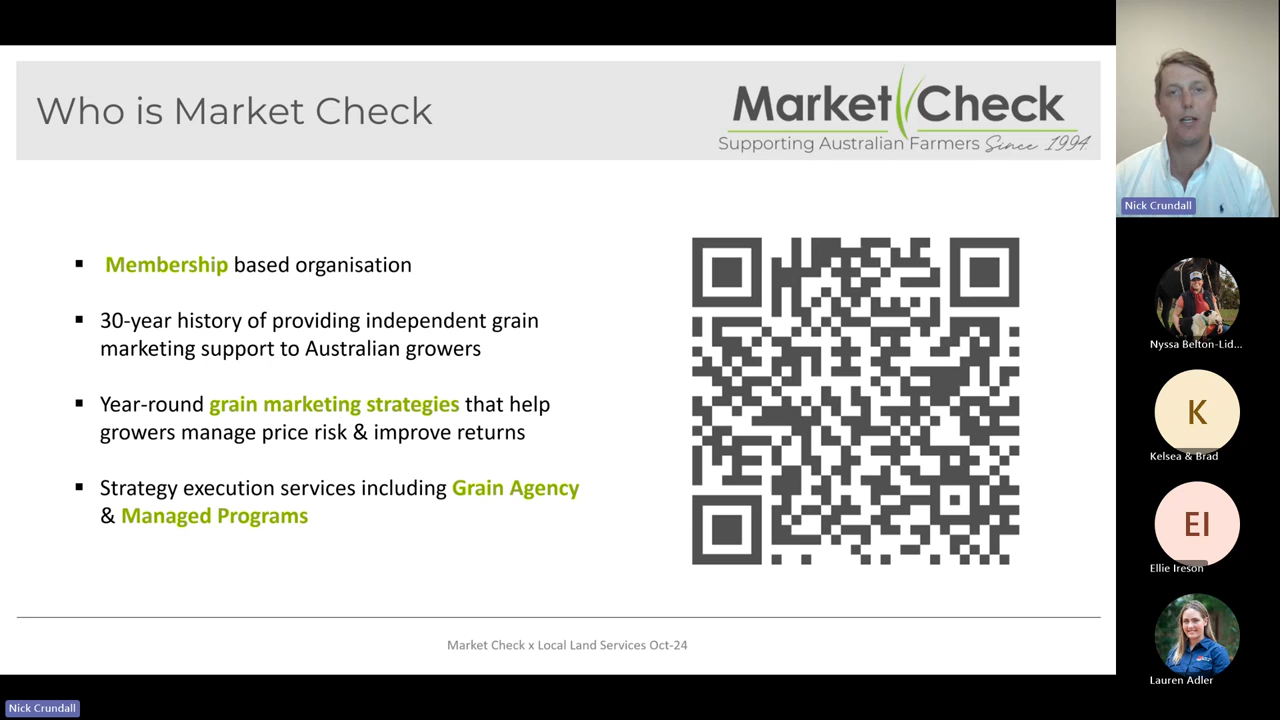 Who is Market Check
Market Check
Supporting Australian Farmers Since 1994
▪ Membership based organisation
▪ 30-year history of providing independent grain
marketing support to Australian growers
▪ Year-round grain marketing strategies that help
growers manage price risk & improve returns
▪ Strategy execution services including Grain Agency
& Managed Programs
Market Check x Local Land Services Oct-24
Nick Crundall
Nyssa Belton-Lid...
K
Kelsea & Brad
EI
Ellie Ireson
Lauren Adler
Nick Crundall